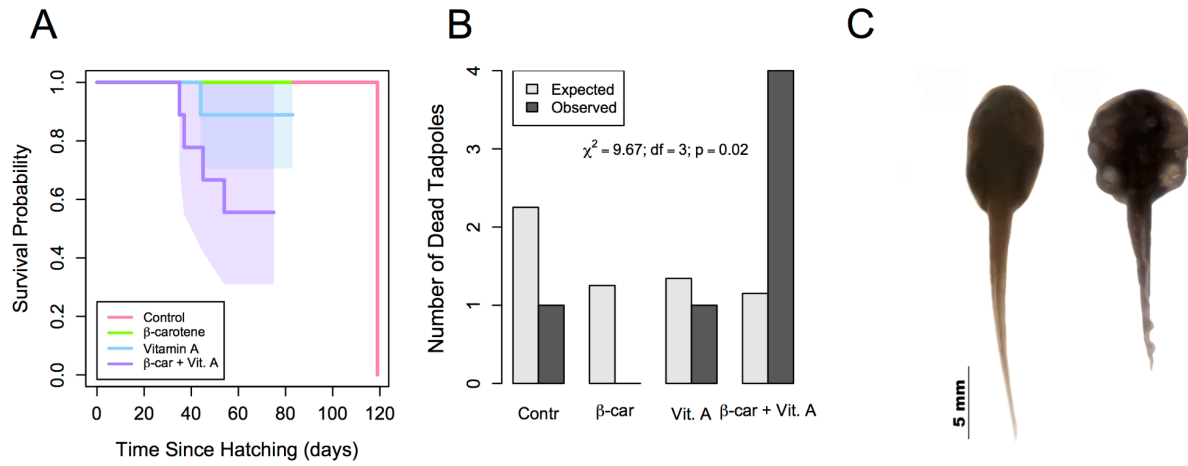 A
1.0
0.8
0.6
0.4
0.2
0.0
Survival Probability
Control
β-carotene
Vitamin A
β-car + Vit. A
0 20 40 60 80 100 120
Time Since Hatching (days)
B
4
3
2
1
0
Number of Dead Tadpoles
Expected
Observed
χ² = 9.67; df = 3; p = 0.02
Contr β-car Vit. A β-car + Vit. A
C
5 mm